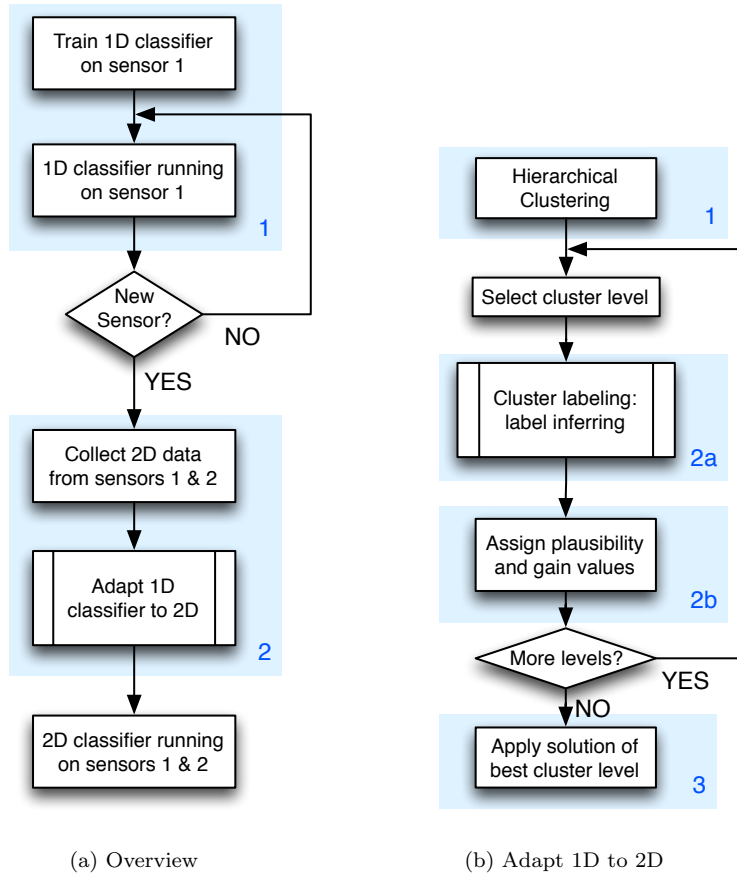 Train 1D classifier
on sensor 1
1D classifier running
on sensor 1
1
New
Sensor?
NO
YES
Collect 2D data
from sensors 1 & 2
Adapt 1D
classifier to 2D
2
2D classifier running
on sensors 1 & 2
(a) Overview
Hierarchical
Clustering
1
Select cluster level
Cluster labeling:
label inferring
2a
Assign plausibility
and gain values
2b
More levels?
YES
NO
Apply solution of
best cluster level
3
(b) Adapt 1D to 2D